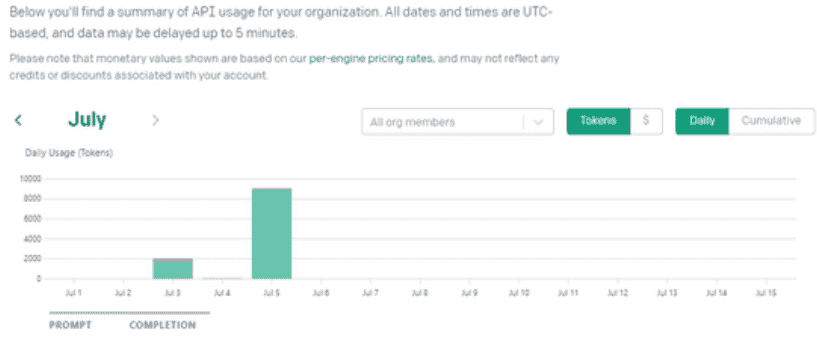 Below you'll find a summary of API usage for your organization. All dates and times are UTC-
based, and data may be delayed up to 5 minutes.
Please note that monetary values shown are based on our per-engine pricing rates, and may not reflect any
credits or discounts associated with your account.
July
All org members
Tokens $
Daily Cumulative
Daily Usage (Tokens)
10000
8000
6000
4000
2000
0
Jul 1 Jul 2 Jul 3 Jul 4 Jul 5 Jul 6 Jul 7 Jul 8 Jul 9 Jul 10 Jul 11 Jul 12 Jul 13 Jul 14 Jul 15
PROMPT COMPLETION